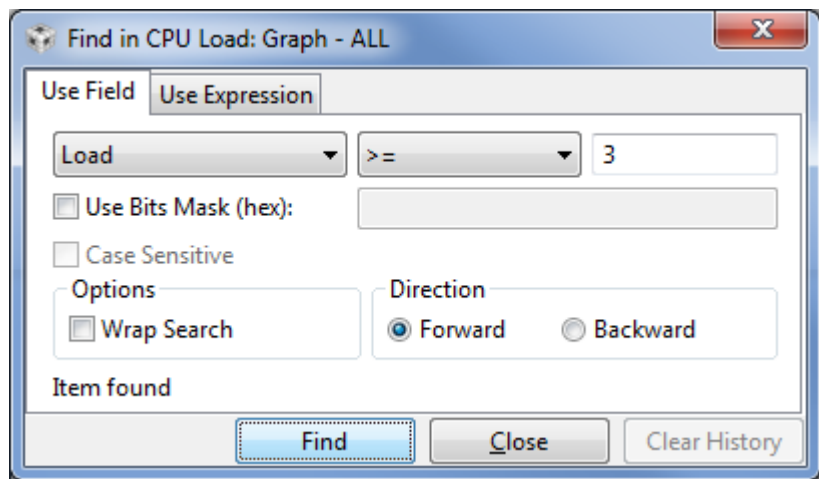 Find in CPU Load: Graph - ALL
Use Field Use Expression
Load >= 3
Use Bits Mask (hex):
Case Sensitive
Options Direction
Wrap Search Forward Backward
Item found
Find Close Clear History